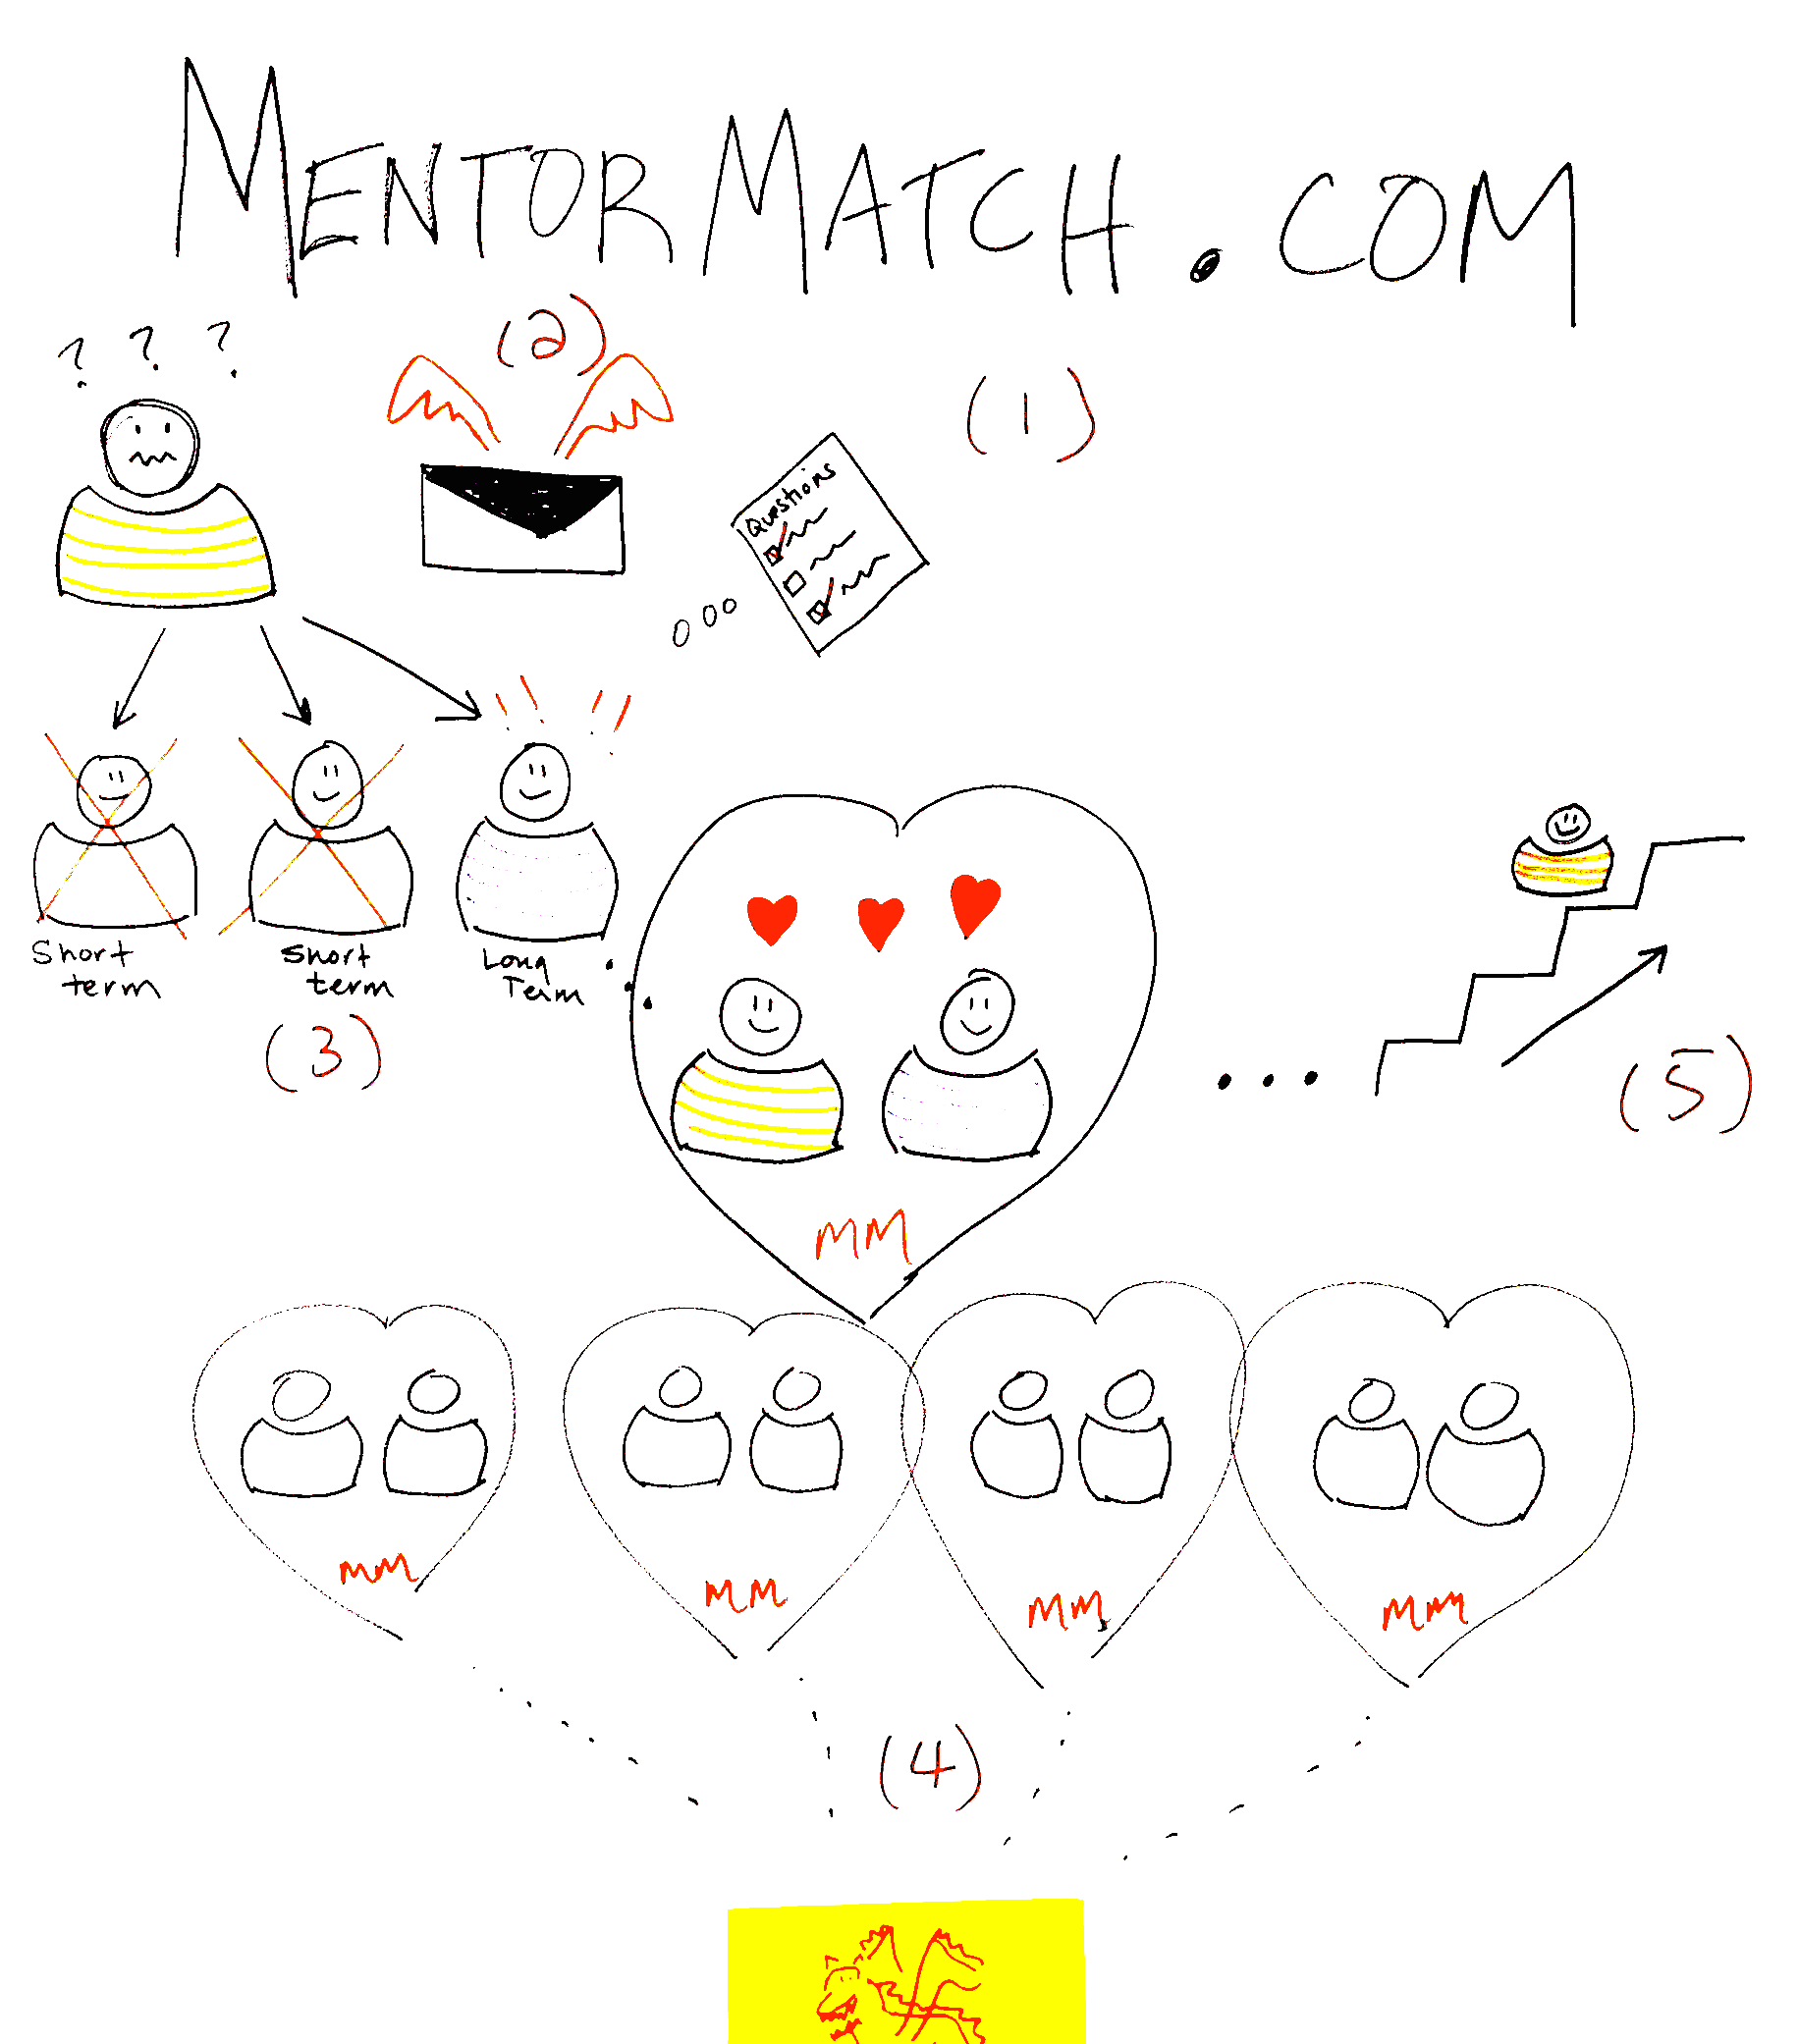 MENTORMATCH.COM
? ? ?
(2)
(1)
Questions
Short
term
Short
term
Long
Term
(3)
(5)
MM
MM
MM
MM
MM
(4)